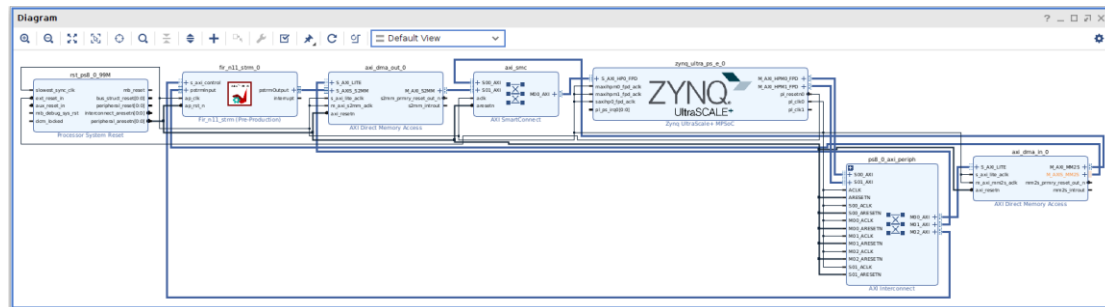 Diagram
Default View
rst_ps8_0_99M
slowest_sync_clk
ext_reset_in
aux_reset_in
mb_debug_sys_rst
dcm_locked
mb_reset
bus_struct_reset[0:0]
peripheral_reset[0:0]
interconnect_aresetn[0:0]
peripheral_aresetn[0:0]
Processor System Reset
fir_n11_strm_0
s_axi_control
pstrmInput
ap_clk
ap_rst_n
pstrmOutput
interrupt
Fir_n11_strm (Pre-Production)
axi_dma_out_0
S_AXI_LITE
S_AXIS_S2MM
s_axi_lite_aclk
m_axi_s2mm_aclk
axi_resetn
M_AXI_S2MM
s2mm_prmry_reset_out_n
s2mm_introut
AXI Direct Memory Access
axi_smc
S00_AXI
S01_AXI
aclk
aresetn
M00_AXI
AXI SmartConnect
zynq_ultra_ps_e_0
S_AXI_HP0_FPD
maxihpm0_fpd_aclk
maxihpm1_fpd_aclk
saxihp0_fpd_aclk
pl_ps_irq0[0:0]
ZYNQ
UltraSCALE+
M_AXI_HPM0_FPD
M_AXI_HPM1_FPD
pl_resetn0
pl_clk0
pl_clk1
Zynq UltraScale+ MPSoC
ps8_0_axi_periph
S00_AXI
S01_AXI
ACLK
ARESETN
S00_ACLK
S00_ARESETN
M00_ACLK
M00_ARESETN
M01_ACLK
M01_ARESETN
M02_ACLK
M02_ARESETN
S01_ACLK
S01_ARESETN
M00_AXI
M01_AXI
M02_AXI
AXI Interconnect
axi_dma_in_0
S_AXI_LITE
s_axi_lite_aclk
m_axi_mm2s_aclk
axi_resetn
M_AXI_MM2S
M_AXIS_MM2S
mm2s_prmry_reset_out_n
mm2s_introut
AXI Direct Memory Access